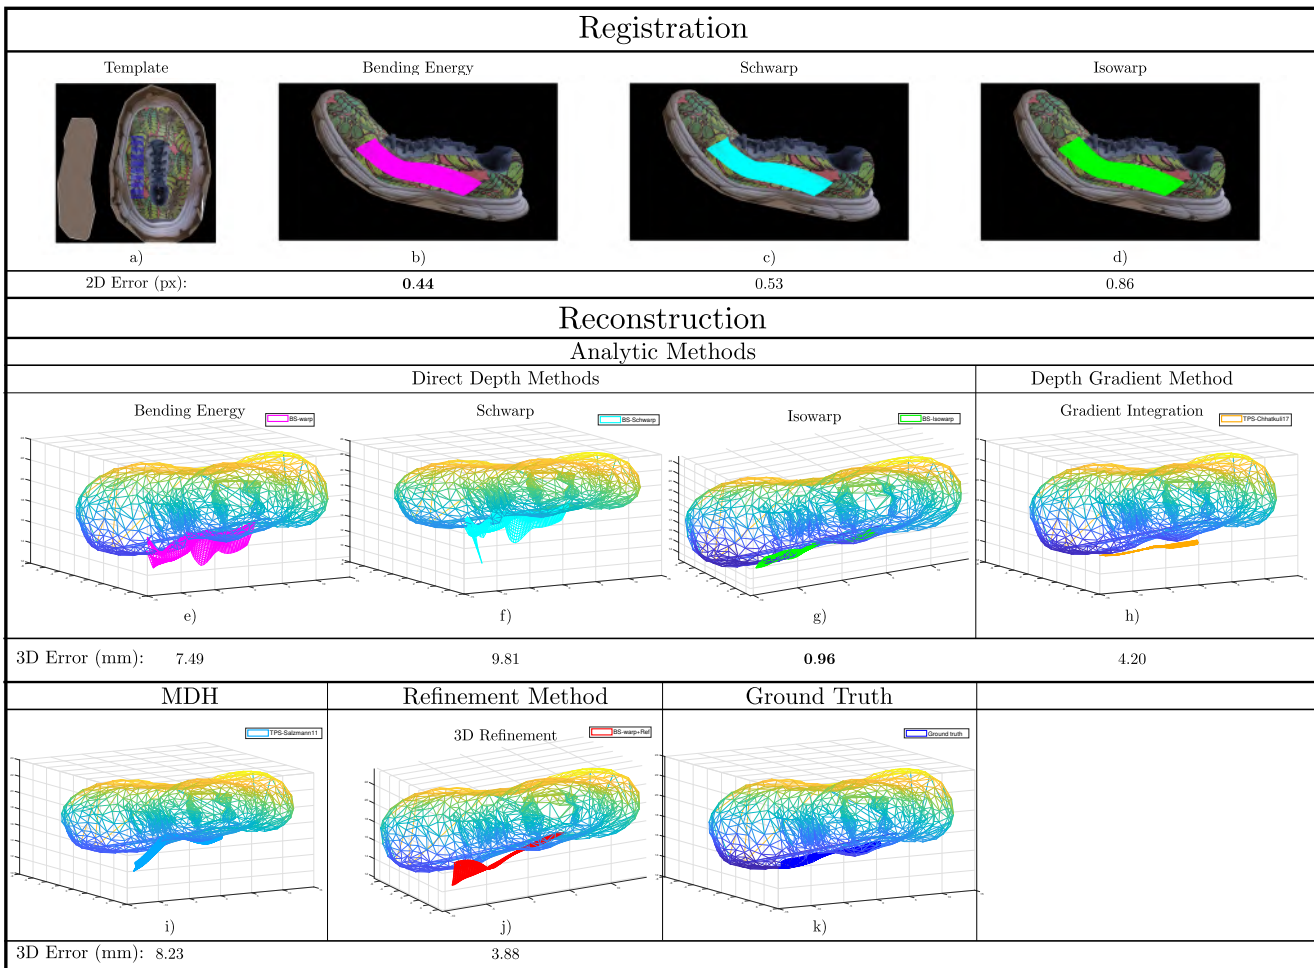 Registration
Template Bending Energy Schwarp Isowarp
a) b) c) d)
2D Error (px): 0.44 0.53 0.86
Reconstruction
Analytic Methods
Direct Depth Methods Depth Gradient Method
Bending Energy Schwarp Isowarp Gradient Integration
BS-warp BS-Schwarp BS-Isowarp TPS-Chhatkuli17
e) f) g) h)
3D Error (mm): 7.49 9.81 0.96 4.20
MDH Refinement Method Ground Truth
TPS-Salzmann11 3D Refinement BS-warp+Ref Ground truth
i) j) k)
3D Error (mm): 8.23 3.88